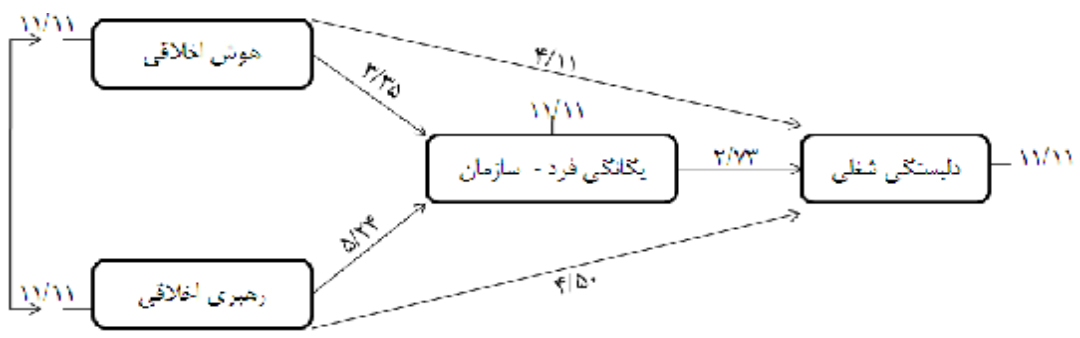 ۱۱/۱۱
هوش اخلاقی
۴/۱۱
۳/۳۵
۱۱/۱۱
یگانگی فرد - سازمان
۲/۷۳
دلبستگی شغلی
۱۱/۱۱
۵/۲۴
۱۱/۱۱
رهبری اخلاقی
۴/۵۰